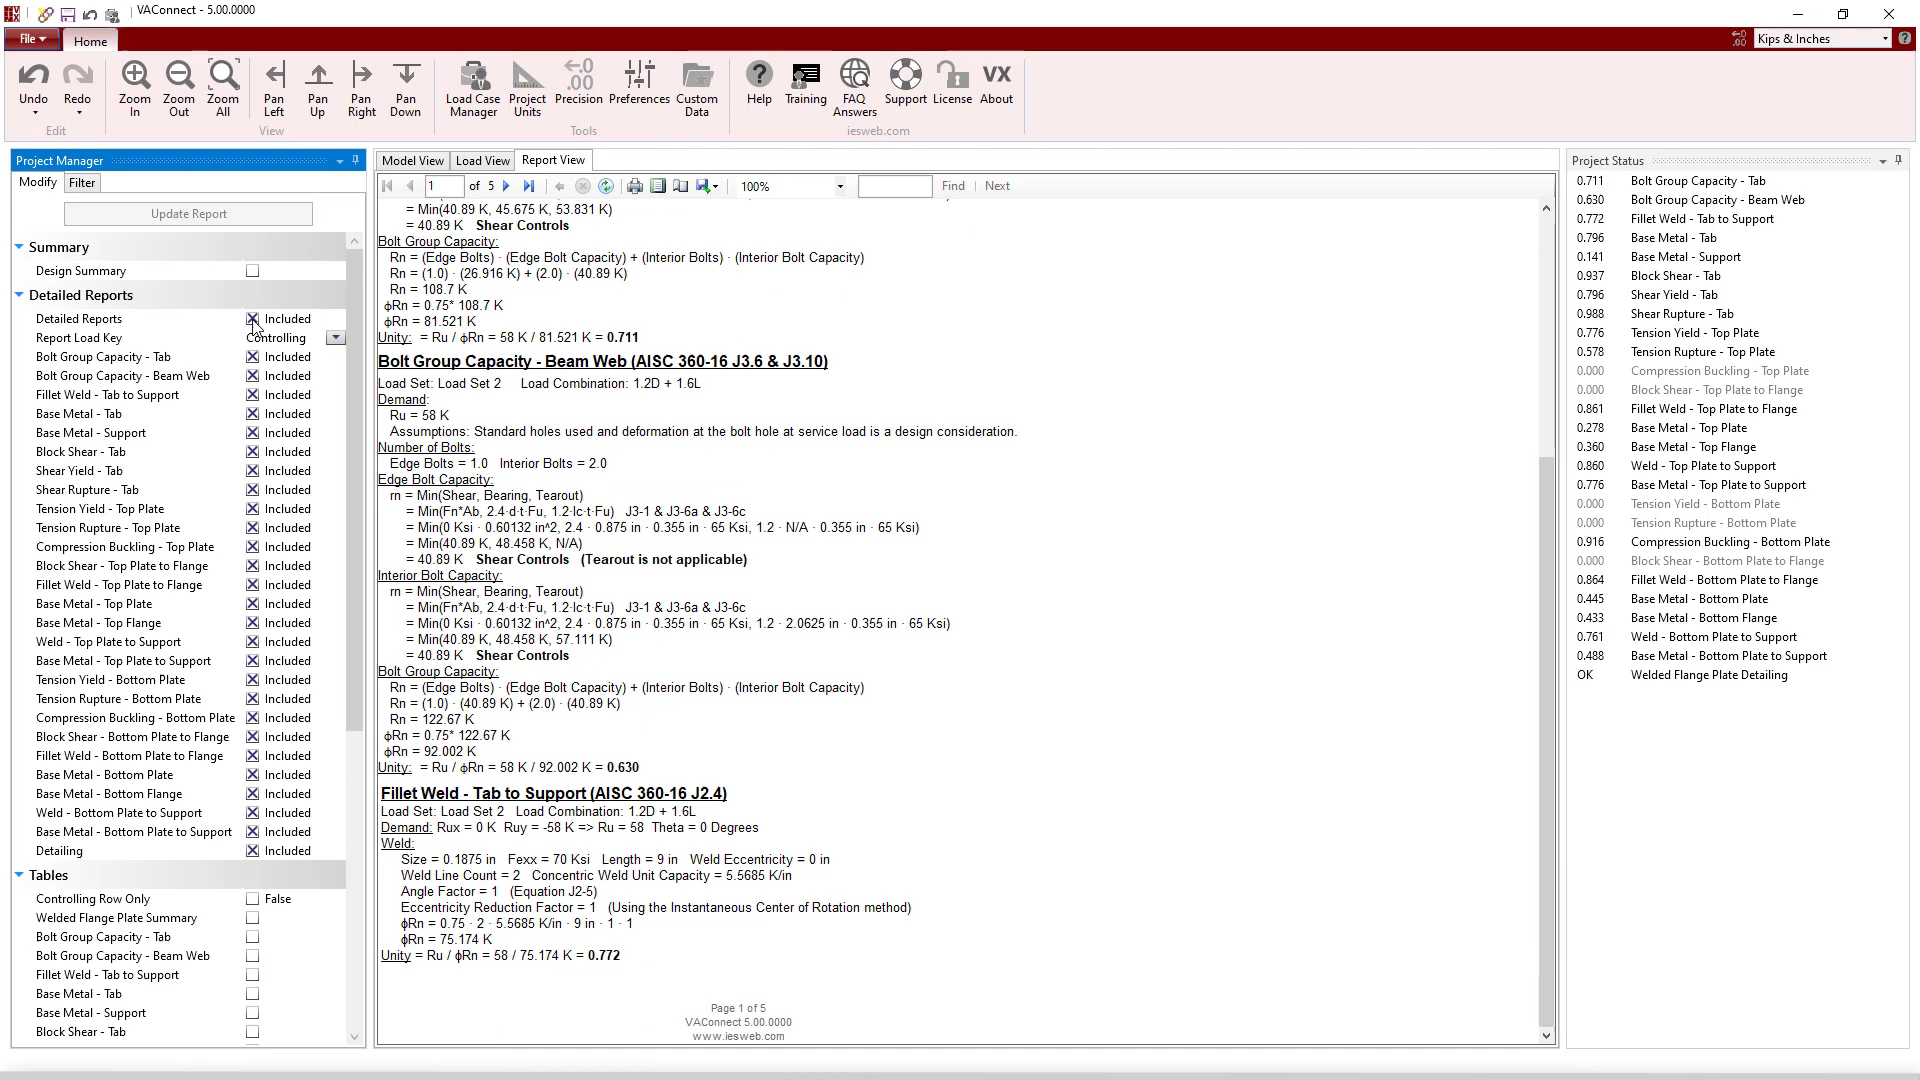 VAConnect - 5.00.0000
File
Home
Kips & Inches
Undo
Redo
Zoom In
Zoom Out
Zoom All
Pan Left
Pan Up
Pan Right
Pan Down
Load Case Manager
Project Units
Precision
Preferences
Custom Data
Help
Training
FAQ Answers
Support
License
About
Edit
View
Tools
iesweb.com
Project Manager
Modify
Filter
Update Report
Summary
Design Summary
Detailed Reports
Detailed Reports Included
Report Load Key Controlling
Bolt Group Capacity - Tab Included
Bolt Group Capacity - Beam Web Included
Fillet Weld - Tab to Support Included
Base Metal - Tab Included
Base Metal - Support Included
Block Shear - Tab Included
Shear Yield - Tab Included
Shear Rupture - Tab Included
Tension Yield - Top Plate Included
Tension Rupture - Top Plate Included
Compression Buckling - Top Plate Included
Block Shear - Top Plate to Flange Included
Fillet Weld - Top Plate to Flange Included
Base Metal - Top Plate Included
Base Metal - Top Flange Included
Weld - Top Plate to Support Included
Base Metal - Top Plate to Support Included
Tension Yield - Bottom Plate Included
Tension Rupture - Bottom Plate Included
Compression Buckling - Bottom Plate Included
Block Shear - Bottom Plate to Flange Included
Fillet Weld - Bottom Plate to Flange Included
Base Metal - Bottom Plate Included
Base Metal - Bottom Flange Included
Weld - Bottom Plate to Support Included
Base Metal - Bottom Plate to Support Included
Detailing Included
Tables
Controlling Row Only False
Welded Flange Plate Summary
Bolt Group Capacity - Tab
Bolt Group Capacity - Beam Web
Fillet Weld - Tab to Support
Base Metal - Tab
Base Metal - Support
Block Shear - Tab
Model View
Load View
Report View
1 of 5
100%
Find
Next
= Min(40.89 K, 45.675 K, 53.831 K)
= 40.89 K Shear Controls
Bolt Group Capacity:
Rn = (Edge Bolts) · (Edge Bolt Capacity) + (Interior Bolts) · (Interior Bolt Capacity)
Rn = (1.0) · (26.916 K) + (2.0) · (40.89 K)
Rn = 108.7 K
ϕRn = 0.75* 108.7 K
ϕRn = 81.521 K
Unity: = Ru / ϕRn = 58 K / 81.521 K = 0.711
Bolt Group Capacity - Beam Web (AISC 360-16 J3.6 & J3.10)
Load Set: Load Set 2 Load Combination: 1.2D + 1.6L
Demand:
Ru = 58 K
Assumptions: Standard holes used and deformation at the bolt hole at service load is a design consideration.
Number of Bolts:
Edge Bolts = 1.0 Interior Bolts = 2.0
Edge Bolt Capacity:
rn = Min(Shear, Bearing, Tearout)
= Min(Fn*Ab, 2.4·d·t·Fu, 1.2·lc·t·Fu) J3-1 & J3-6a & J3-6c
= Min(0 Ksi · 0.60132 in^2, 2.4 · 0.875 in · 0.355 in · 65 Ksi, 1.2 · N/A · 0.355 in · 65 Ksi)
= Min(40.89 K, 48.458 K, N/A)
= 40.89 K Shear Controls (Tearout is not applicable)
Interior Bolt Capacity:
rn = Min(Shear, Bearing, Tearout)
= Min(Fn*Ab, 2.4·d·t·Fu, 1.2·lc·t·Fu) J3-1 & J3-6a & J3-6c
= Min(0 Ksi · 0.60132 in^2, 2.4 · 0.875 in · 0.355 in · 65 Ksi, 1.2 · 2.0625 in · 0.355 in · 65 Ksi)
= Min(40.89 K, 48.458 K, 57.111 K)
= 40.89 K Shear Controls
Bolt Group Capacity:
Rn = (Edge Bolts) · (Edge Bolt Capacity) + (Interior Bolts) · (Interior Bolt Capacity)
Rn = (1.0) · (40.89 K) + (2.0) · (40.89 K)
Rn = 122.67 K
ϕRn = 0.75* 122.67 K
ϕRn = 92.002 K
Unity: = Ru / ϕRn = 58 K / 92.002 K = 0.630
Fillet Weld - Tab to Support (AISC 360-16 J2.4)
Load Set: Load Set 2 Load Combination: 1.2D + 1.6L
Demand: Rux = 0 K Ruy = -58 K => Ru = 58 Theta = 0 Degrees
Weld:
Size = 0.1875 in Fexx = 70 Ksi Length = 9 in Weld Eccentricity = 0 in
Weld Line Count = 2 Concentric Weld Unit Capacity = 5.5685 K/in
Angle Factor = 1 (Equation J2-5)
Eccentricity Reduction Factor = 1 (Using the Instantaneous Center of Rotation method)
ϕRn = 0.75 · 2 · 5.5685 K/in · 9 in · 1 · 1
ϕRn = 75.174 K
Unity = Ru / ϕRn = 58 / 75.174 K = 0.772
Page 1 of 5
VAConnect 5.00.0000
www.iesweb.com
Project Status
0.711 Bolt Group Capacity - Tab
0.630 Bolt Group Capacity - Beam Web
0.772 Fillet Weld - Tab to Support
0.796 Base Metal - Tab
0.141 Base Metal - Support
0.937 Block Shear - Tab
0.796 Shear Yield - Tab
0.988 Shear Rupture - Tab
0.776 Tension Yield - Top Plate
0.578 Tension Rupture - Top Plate
0.000 Compression Buckling - Top Plate
0.000 Block Shear - Top Plate to Flange
0.861 Fillet Weld - Top Plate to Flange
0.278 Base Metal - Top Plate
0.360 Base Metal - Top Flange
0.860 Weld - Top Plate to Support
0.776 Base Metal - Top Plate to Support
0.000 Tension Yield - Bottom Plate
0.000 Tension Rupture - Bottom Plate
0.916 Compression Buckling - Bottom Plate
0.000 Block Shear - Bottom Plate to Flange
0.864 Fillet Weld - Bottom Plate to Flange
0.445 Base Metal - Bottom Plate
0.433 Base Metal - Bottom Flange
0.761 Weld - Bottom Plate to Support
0.488 Base Metal - Bottom Plate to Support
OK Welded Flange Plate Detailing